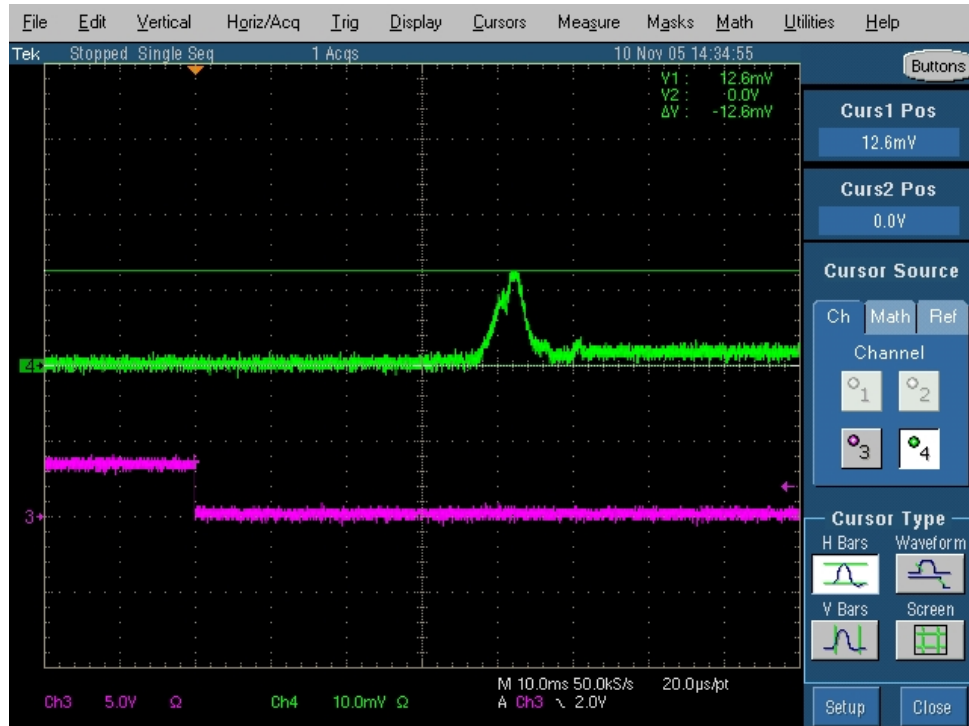 File Edit Vertical Horiz/Acq Trig Display Cursors Measure Masks Math Utilities Help
Tek Stopped Single Seq 1 Acqs 10 Nov 05 14:34:55
Buttons
V1 : 12.6mV
V2 : 0.0V
ΔV : -12.6mV
Curs1 Pos
12.6mV
Curs2 Pos
0.0V
Cursor Source
Ch Math Ref
Channel
1 2
3 4
4
3
Cursor Type
H Bars Waveform
V Bars Screen
Ch3 5.0V Ω Ch4 10.0mV Ω
M 10.0ms 50.0kS/s 20.0µs/pt
A Ch3 \ 2.0V
Setup Close